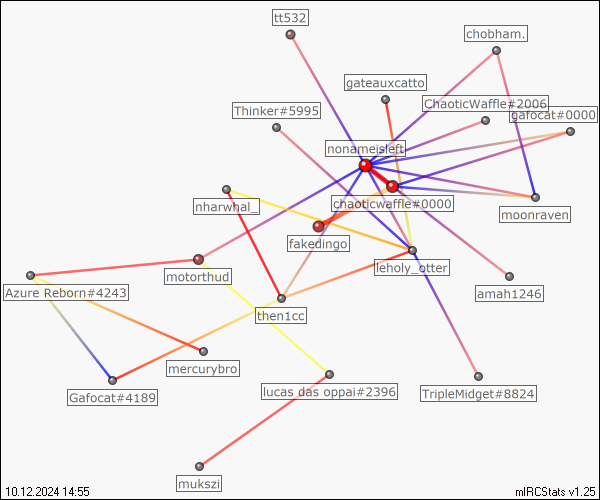 tt532
chobham.
gateauxcatto
ChaoticWaffle#2006
Thinker#5995
gafocat#0000
nonameisleft
chaoticwaffle#0000
nharwhal_
moonraven
fakedingo
leholy_otter
motorthud
Azure Reborn#4243
amah1246
then1cc
mercurybro
lucas das oppai#2396
TripleMidget#8824
Gafocat#4189
mukszi
10.12.2024 14:55
mIRCStats v1.25